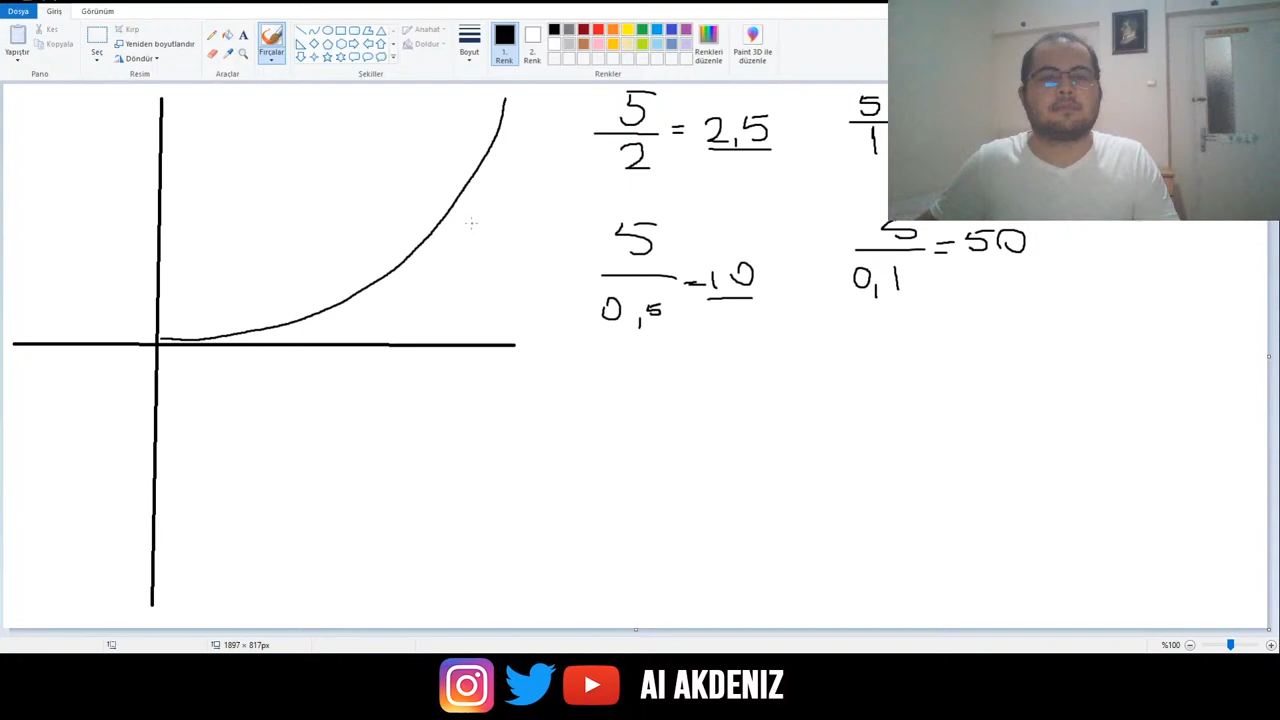 Dosya Giriş Görünüm
Yapıştır
Kes
Kopyala
Pano
Seç
Kırp
Yeniden boyutlandır
Döndür
Resim
A
Araçlar
Fırçalar
Anahat
Doldur
Şekiller
Boyut
1.
Renk
2.
Renk
Renkleri
düzenle
Paint 3D ile
düzenle
Renkler
5
2
= 2,5
5
1
5
0,5
=10
5
0,1
=50
1897 × 817px
%100
AI AKDENIZ